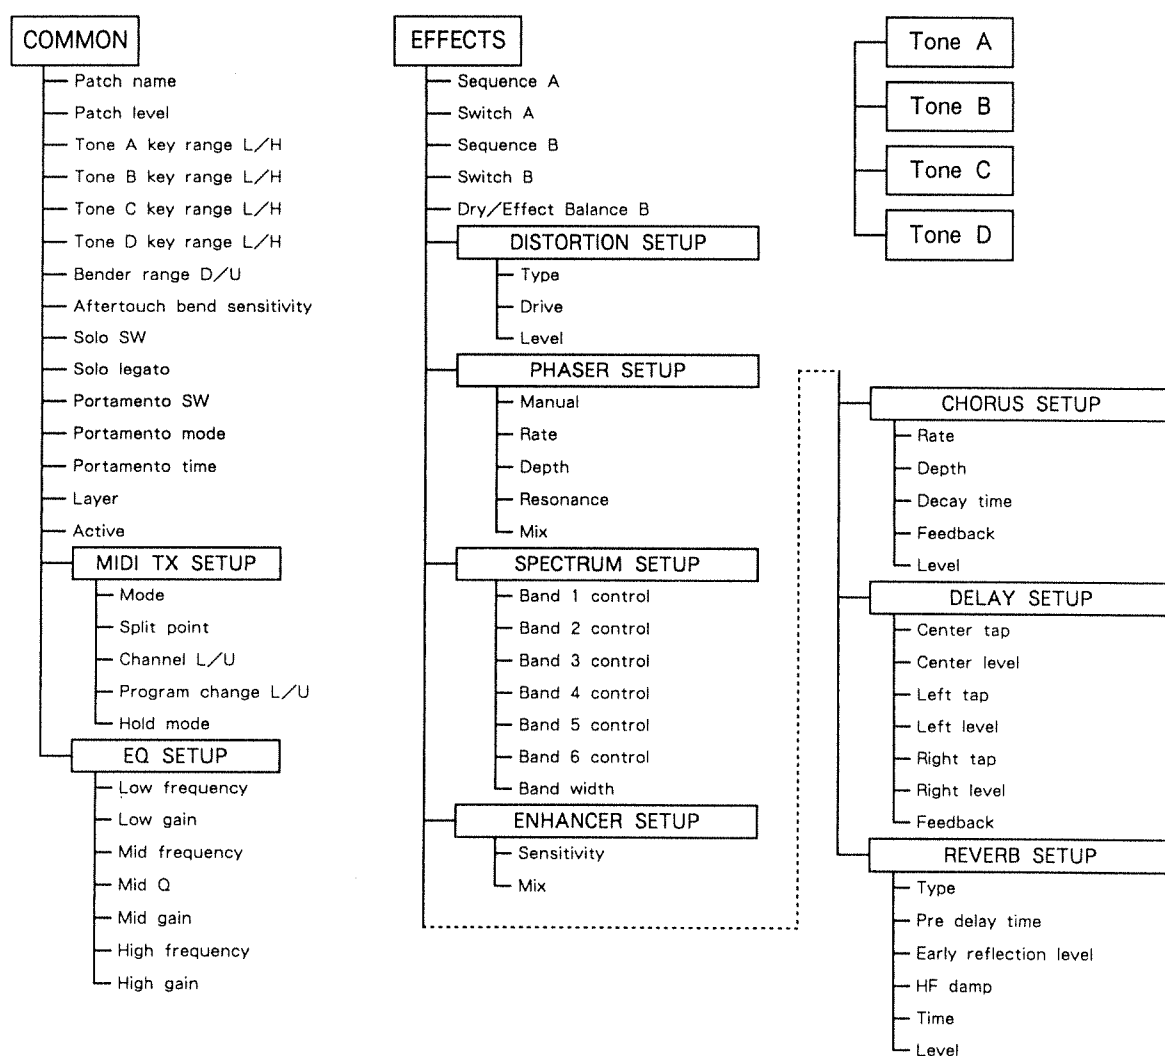 COMMON
Patch name
Patch level
Tone A key range L/H
Tone B key range L/H
Tone C key range L/H
Tone D key range L/H
Bender range D/U
Aftertouch bend sensitivity
Solo SW
Solo legato
Portamento SW
Portamento mode
Portamento time
Layer
Active
MIDI TX SETUP
Mode
Split point
Channel L/U
Program change L/U
Hold mode
EQ SETUP
Low frequency
Low gain
Mid frequency
Mid Q
Mid gain
High frequency
High gain
EFFECTS
Sequence A
Switch A
Sequence B
Switch B
Dry/Effect Balance B
DISTORTION SETUP
Type
Drive
Level
PHASER SETUP
Manual
Rate
Depth
Resonance
Mix
SPECTRUM SETUP
Band 1 control
Band 2 control
Band 3 control
Band 4 control
Band 5 control
Band 6 control
Band width
ENHANCER SETUP
Sensitivity
Mix
Tone A
Tone B
Tone C
Tone D
CHORUS SETUP
Rate
Depth
Decay time
Feedback
Level
DELAY SETUP
Center tap
Center level
Left tap
Left level
Right tap
Right level
Feedback
REVERB SETUP
Type
Pre delay time
Early reflection level
HF damp
Time
Level